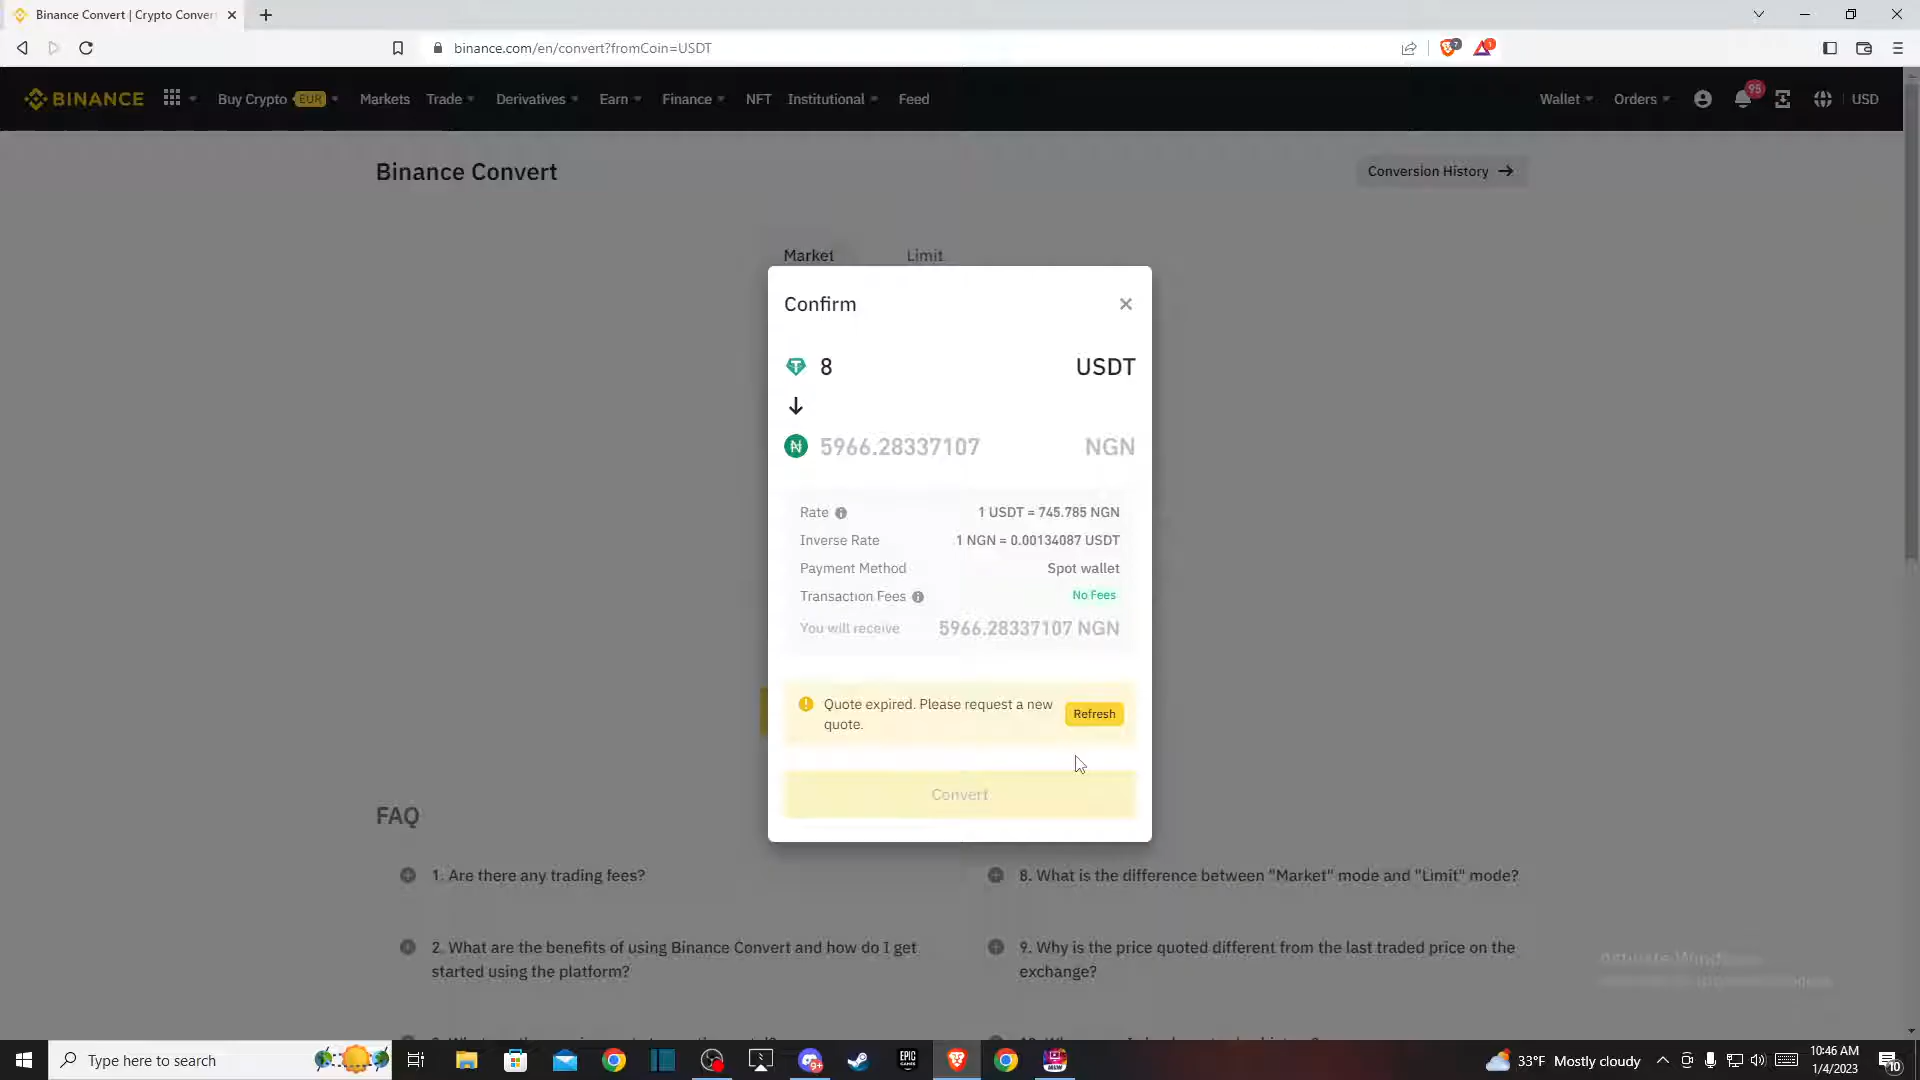 Binance Convert | Crypto Conver
binance.com/en/convert?fromCoin=USDT
BINANCE
Buy Crypto
EUR
Markets
Trade
Derivatives
Earn
Finance
NFT
Institutional
Feed
Wallet
Orders
95
USD
Binance Convert
Conversion History
Market
Limit
Confirm
8
USDT
5966.28337107
NGN
Rate
1 USDT = 745.785 NGN
Inverse Rate
1 NGN = 0.00134087 USDT
Payment Method
Spot wallet
Transaction Fees
No Fees
You will receive
5966.28337107 NGN
Quote expired. Please request a new
quote.
Refresh
Convert
FAQ
1. Are there any trading fees?
8. What is the difference between "Market" mode and "Limit" mode?
2. What are the benefits of using Binance Convert and how do I get
started using the platform?
9. Why is the price quoted different from the last traded price on the
exchange?
Type here to search
9+
EPIC
GAMES
33°F Mostly cloudy
10:46 AM
1/4/2023
10